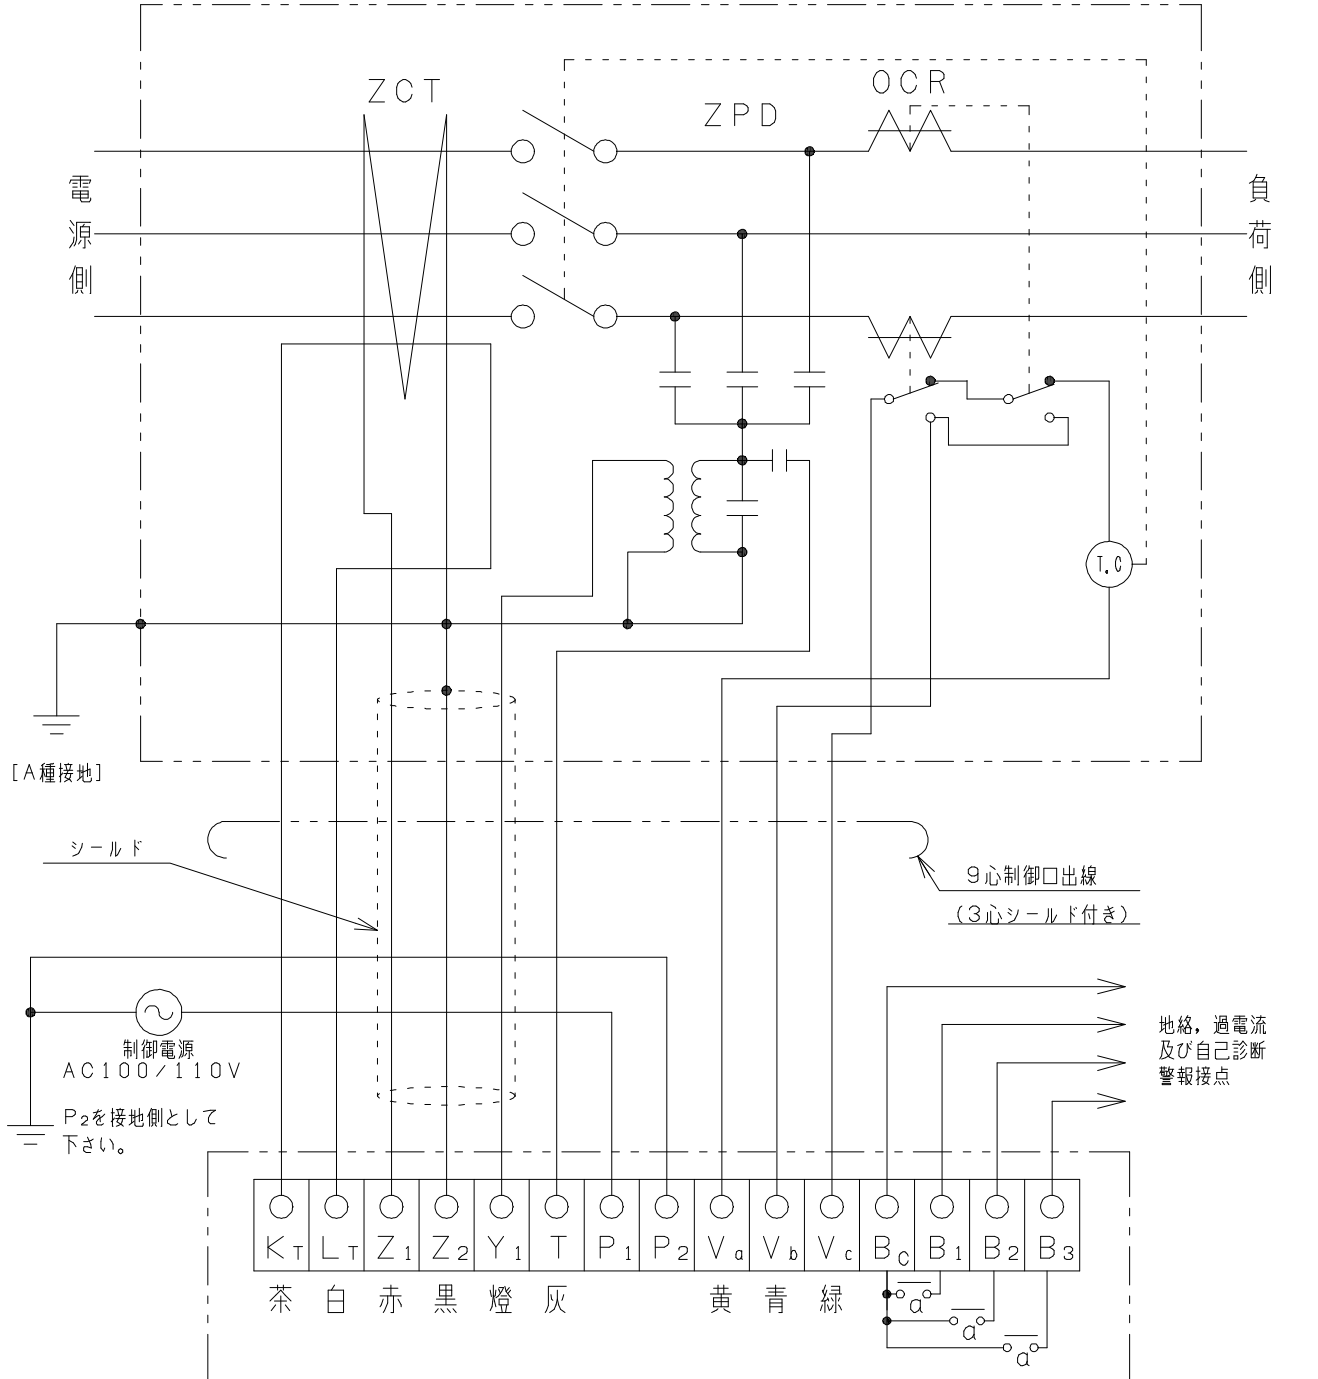 ZCT
ZPD
OCR
電源側
負荷側
T.C
[A種接地]
シールド
9心制御口出線
(3心シールド付き)
制御電源
AC100/110V
P₂を接地側として
下さい。
地絡，過電流
及び自己診断
警報接点
K_T L_T Z₁ Z₂ Y₁ T P₁ P₂ Va Vb Vc Bc B₁ B₂ B₃
茶 白 赤 黒 燈 灰 黄 青 緑
a
a
a